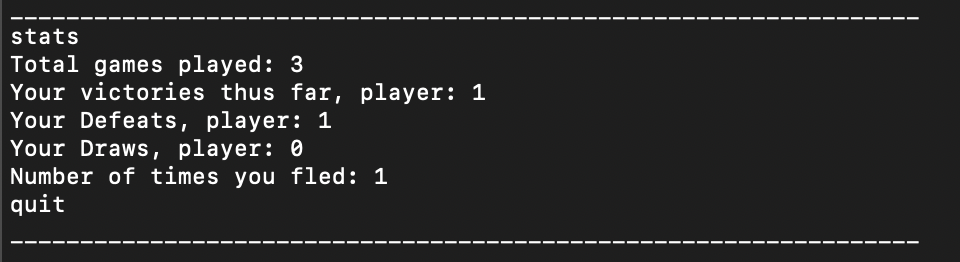 stats
Total games played: 3
Your victories thus far, player: 1
Your Defeats, player: 1
Your Draws, player: 0
Number of times you fled: 1
quit